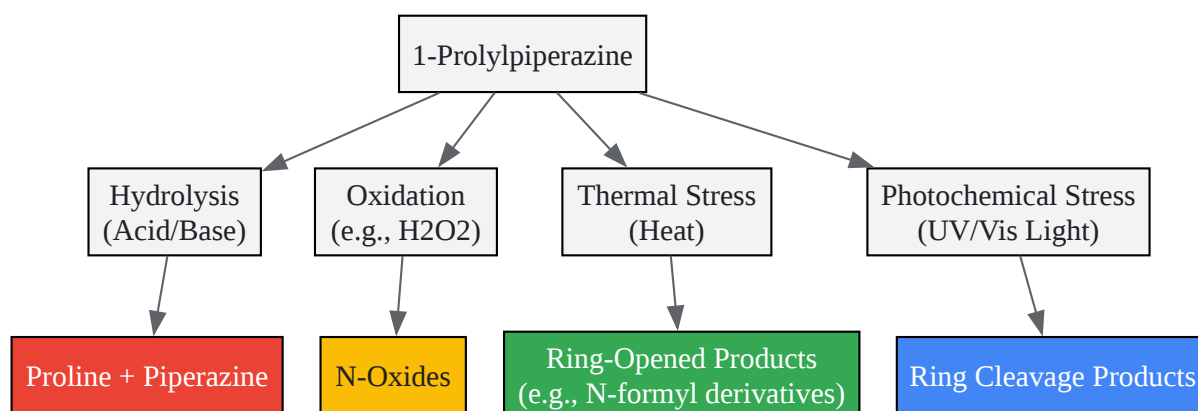 1-Prolylpiperazine
Hydrolysis
(Acid/Base)
Oxidation
(e.g., H2O2)
Thermal Stress
(Heat)
Photochemical Stress
(UV/Vis Light)
Proline + Piperazine
N-Oxides
Ring-Opened Products
(e.g., N-formyl derivatives)
Ring Cleavage Products